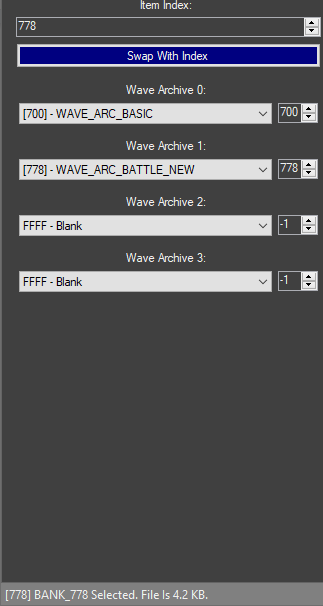 Item Index:
778
Swap With Index
Wave Archive 0:
[700] - WAVE_ARC_BASIC 700
Wave Archive 1:
[778] - WAVE_ARC_BATTLE_NEW 778
Wave Archive 2:
FFFF - Blank -1
Wave Archive 3:
FFFF - Blank -1
[778] BANK_778 Selected. File Is 4.2 KB.